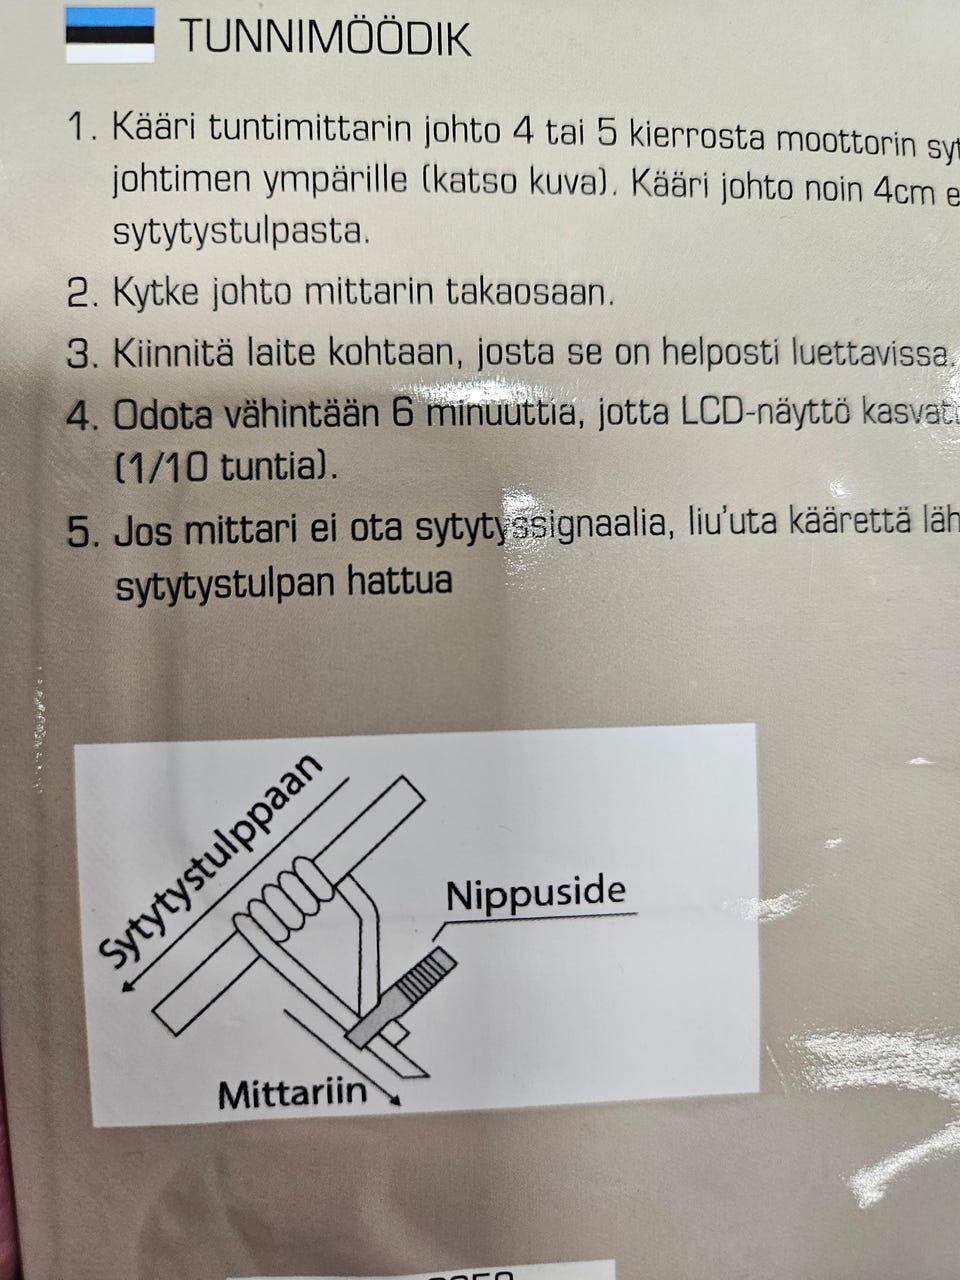 TUNNIMÖÖDIK
1. Kääri tuntimittarin johto 4 tai 5 kierrosta moottorin
johtimen ympärille (katso kuva). Kääri johto noin 4cm
sytytystulpasta.
2. Kytke johto mittarin takaosaan.
3. Kiinnitä laite kohtaan, josta se on helposti luettavissa.
4. Odota vähintään 6 minuuttia, jotta LCD-näyttö
(1/10 tuntia).
5. Jos mittari ei ota sytytyssignaalia, liu'uta käärettä
sytytystulpan hattua
Sytytystulppaan
Nippuside
Mittariin